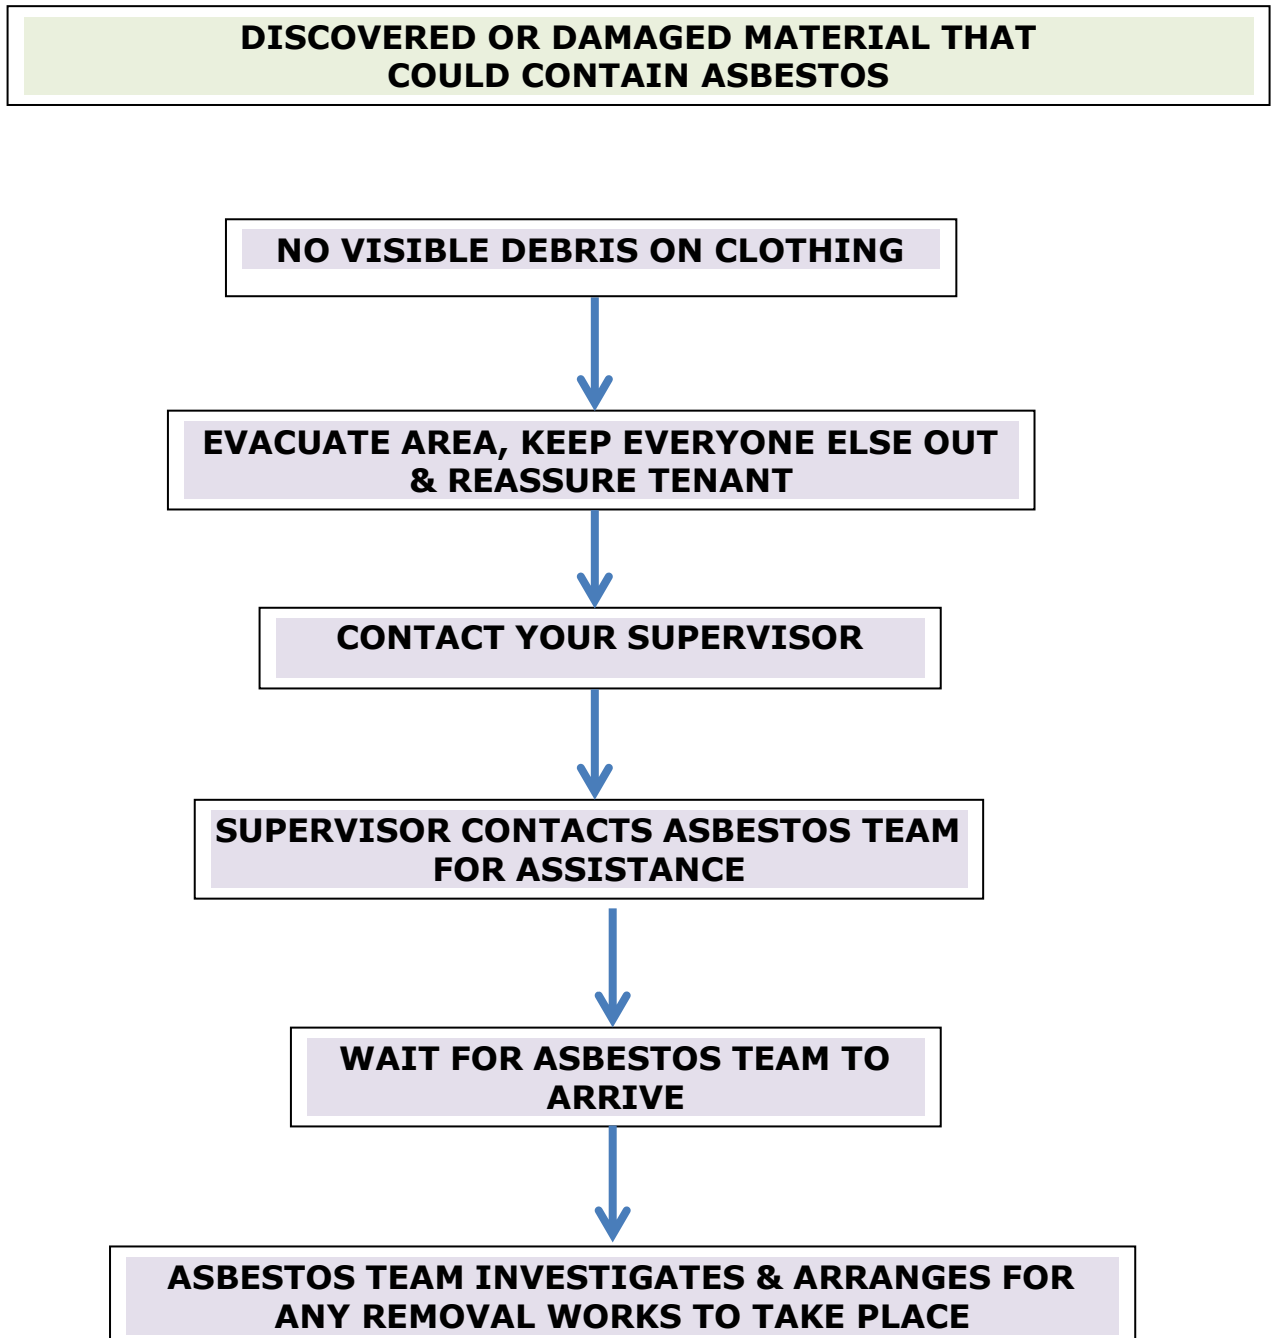 DISCOVERED OR DAMAGED MATERIAL THAT
COULD CONTAIN ASBESTOS
NO VISIBLE DEBRIS ON CLOTHING
EVACUATE AREA, KEEP EVERYONE ELSE OUT
& REASSURE TENANT
CONTACT YOUR SUPERVISOR
SUPERVISOR CONTACTS ASBESTOS TEAM
FOR ASSISTANCE
WAIT FOR ASBESTOS TEAM TO
ARRIVE
ASBESTOS TEAM INVESTIGATES & ARRANGES FOR
ANY REMOVAL WORKS TO TAKE PLACE